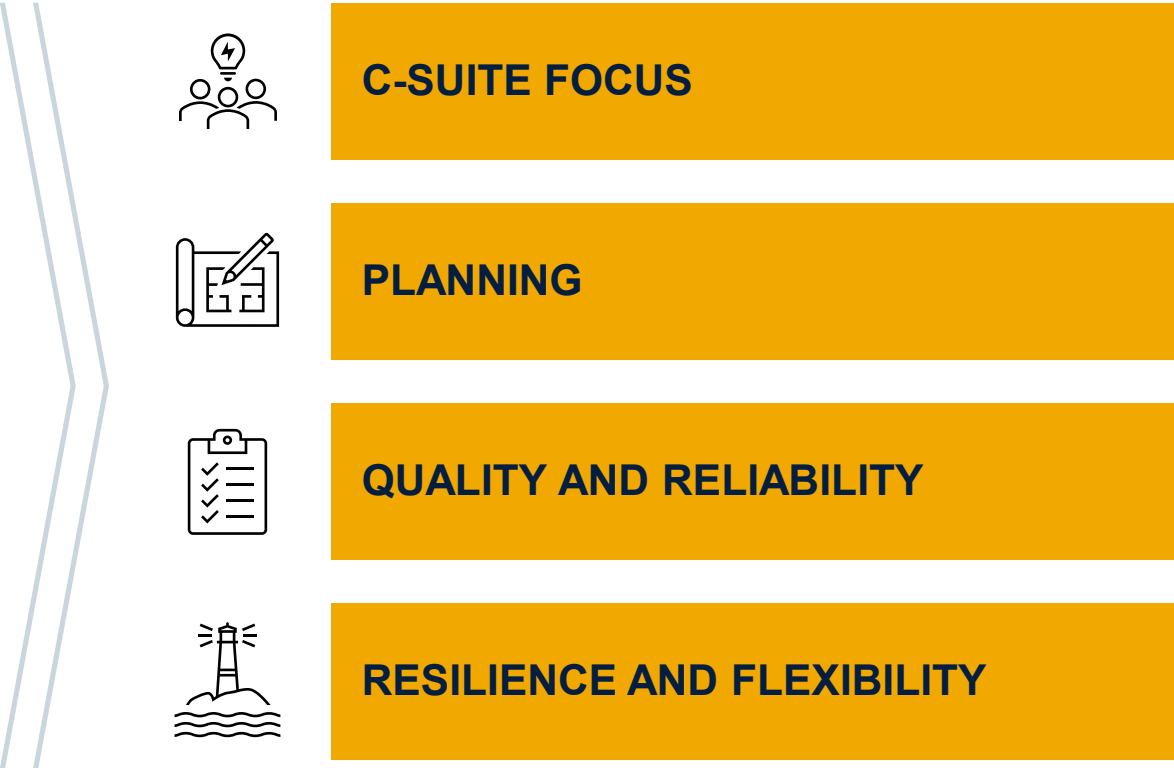 C-SUITE FOCUS
PLANNING
QUALITY AND RELIABILITY
RESILIENCE AND FLEXIBILITY